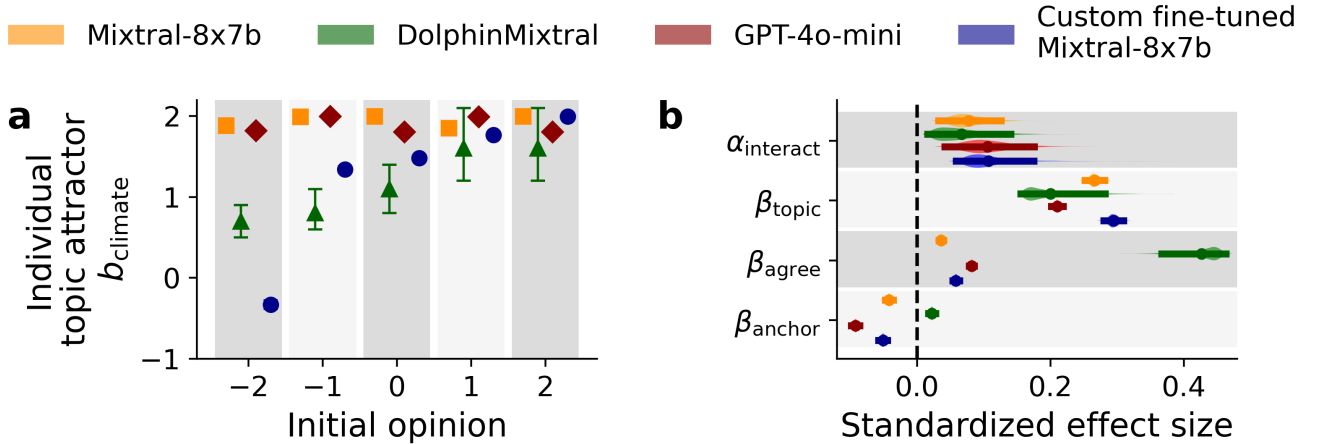 Mixtral-8x7b
DolphinMixtral
GPT-4o-mini
Custom fine-tuned
Mixtral-8x7b
a
Individual
topic attractor
b_climate
2
1
0
−1
−2 −1 0 1 2
Initial opinion
b
α_interact
β_topic
β_agree
β_anchor
0.0 0.2 0.4
Standardized effect size